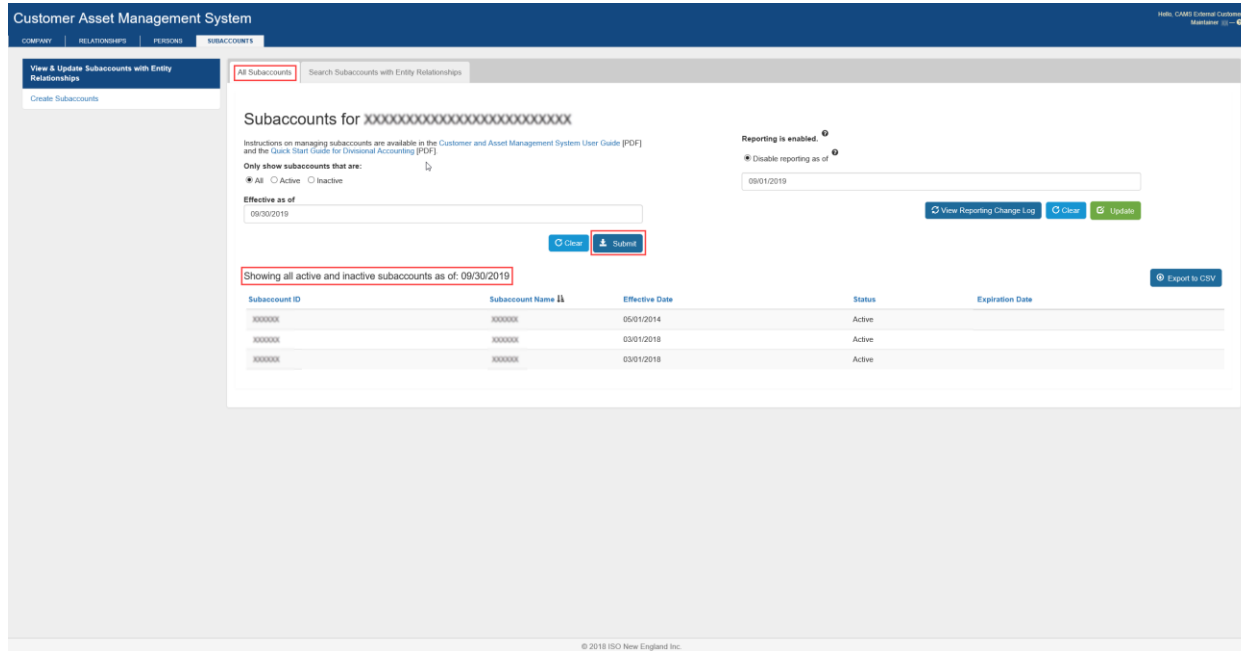 Customer Asset Management System
Hello, CAMS External Customer
Maintainer
COMPANY RELATIONSHIPS PERSONS SUBACCOUNTS
View & Update Subaccounts with Entity
Relationships
Create Subaccounts
All Subaccounts Search Subaccounts with Entity Relationships
Subaccounts for XXXXXXXXXXXXXXXXXXXXXXXXX
Instructions on managing subaccounts are available in the Customer and Asset Management System User Guide [PDF]
and the Quick Start Guide for Divisional Accounting [PDF].
Only show subaccounts that are:
All Active Inactive
Effective as of
09/30/2019
Clear Submit
Reporting is enabled.
Disable reporting as of
09/01/2019
View Reporting Change Log Clear Update
Showing all active and inactive subaccounts as of: 09/30/2019
Export to CSV
Subaccount ID Subaccount Name Effective Date Status Expiration Date
XXXXXX XXXXXX 05/01/2014 Active
XXXXXX XXXXXX 03/01/2018 Active
XXXXXX XXXXXX 03/01/2018 Active
© 2018 ISO New England Inc.